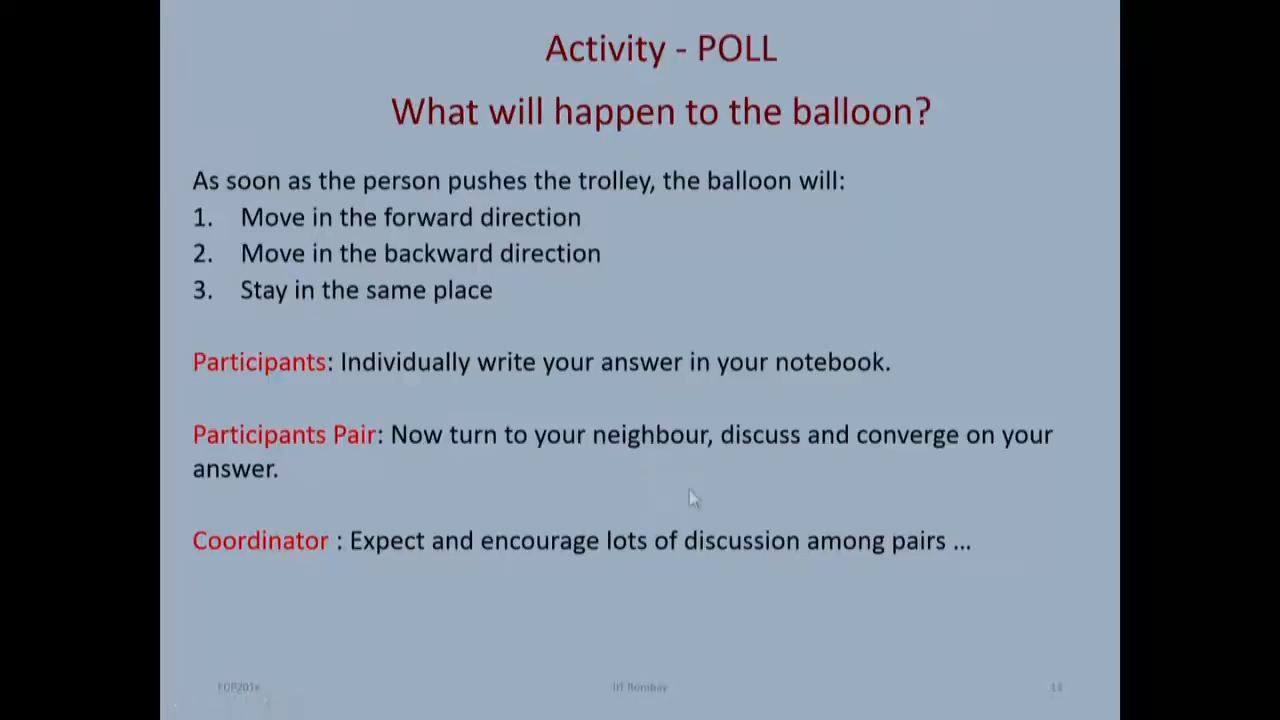 Activity - POLL
What will happen to the balloon?
As soon as the person pushes the trolley, the balloon will:
1. Move in the forward direction
2. Move in the backward direction
3. Stay in the same place
Participants: Individually write your answer in your notebook.
Participants Pair: Now turn to your neighbour, discuss and converge on your
answer.
Coordinator : Expect and encourage lots of discussion among pairs ...
IIT Bombay